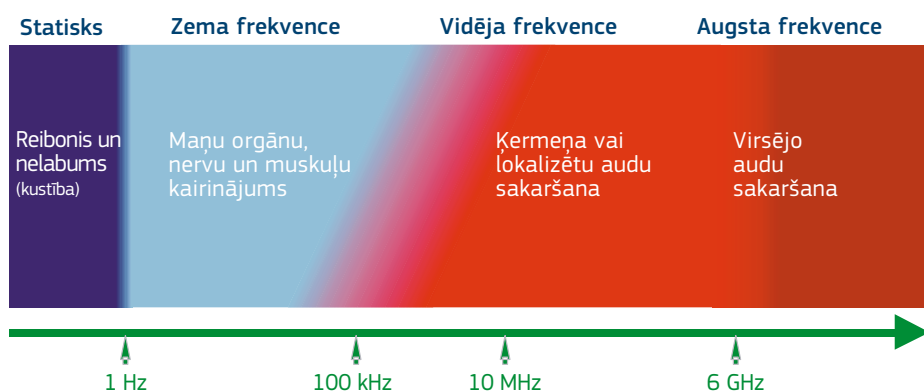 Statisks
Zema frekvence
Vidēja frekvence
Augsta frekvence
Reibonis un
nelabums
(kustība)
Maņu orgānu,
nervu un muskuļu
kairinājums
Ķermeņa vai
lokalizētu audu
sakaršana
Virsējo
audu
sakaršana
1 Hz
100 kHz
10 MHz
6 GHz